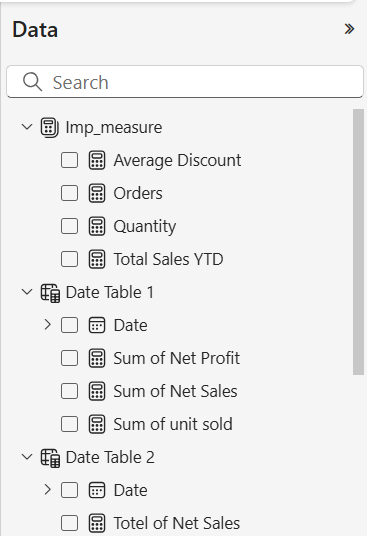 Data
Search
Imp_measure
Average Discount
Orders
Quantity
Total Sales YTD
Date Table 1
Date
Sum of Net Profit
Sum of Net Sales
Sum of unit sold
Date Table 2
Date
Totel of Net Sales